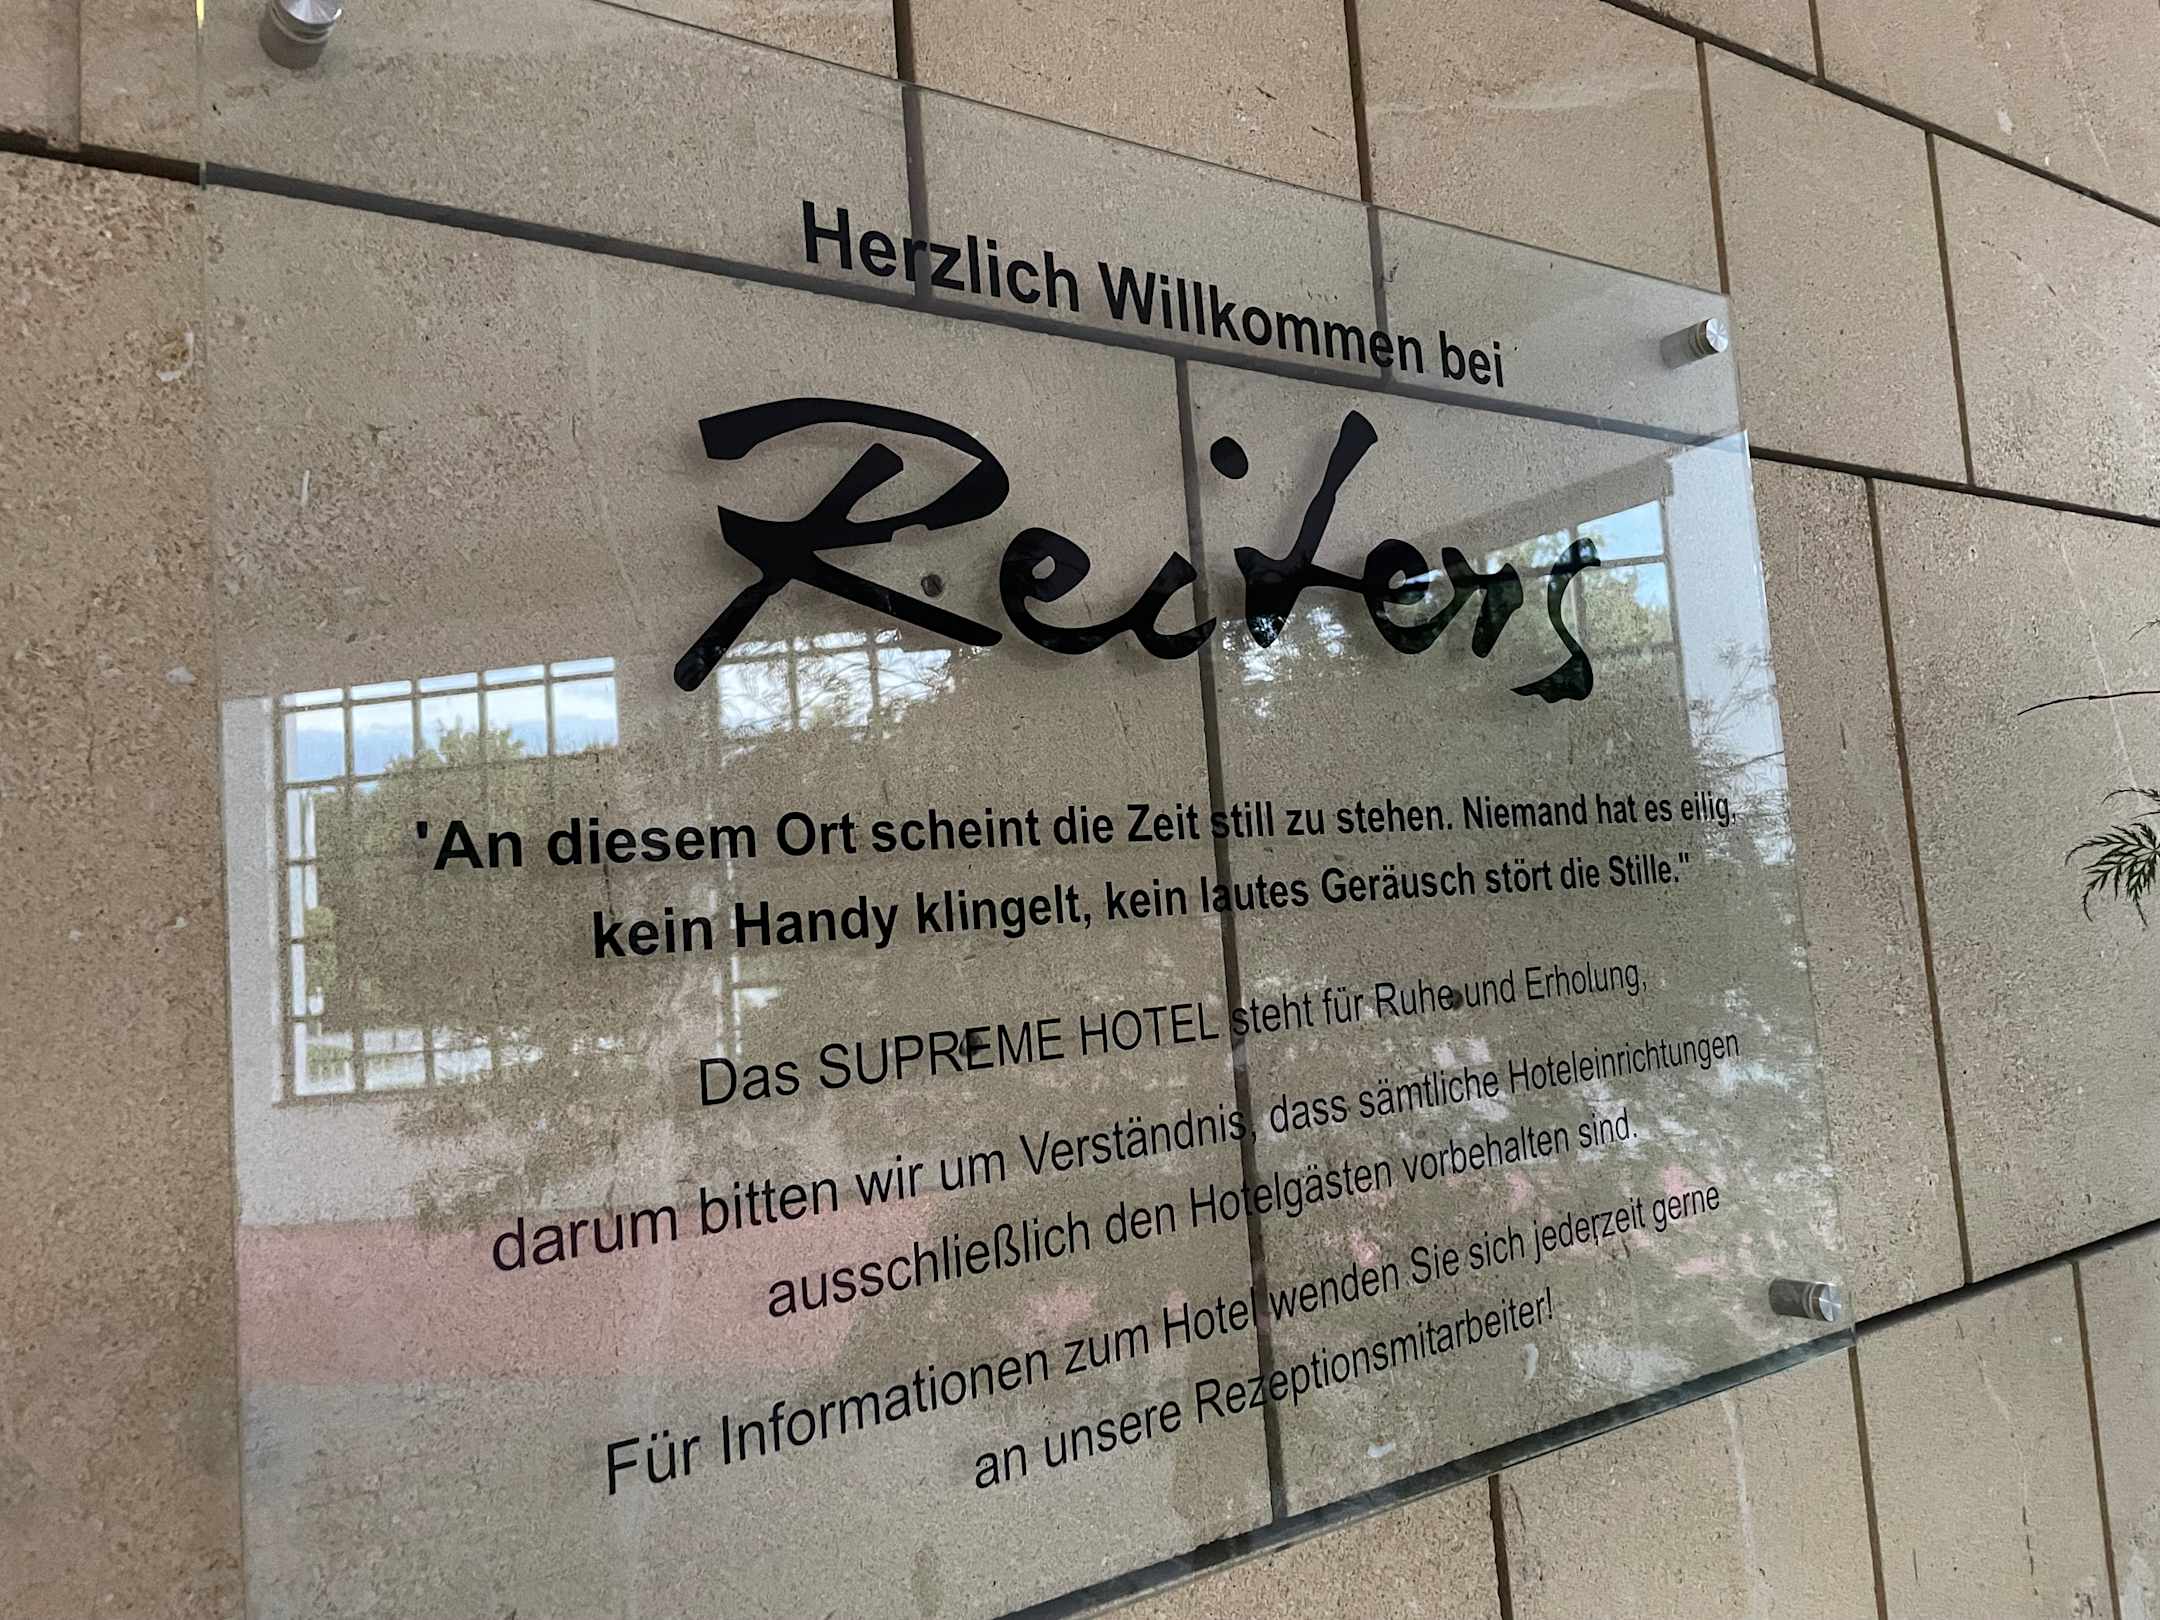 Herzlich Willkommen bei
Reiters
'An diesem Ort scheint die Zeit still zu stehen. Niemand hat es eilig,
kein Handy klingelt, kein lautes Geräusch stört die Stille."
Das SUPREME HOTEL steht für Ruhe und Erholung,
darum bitten wir um Verständnis, dass sämtliche Hoteleinrichtungen
ausschließlich den Hotelgästen vorbehalten sind.
Für Informationen zum Hotel wenden Sie sich jederzeit gerne
an unsere Rezeptionsmitarbeiter!